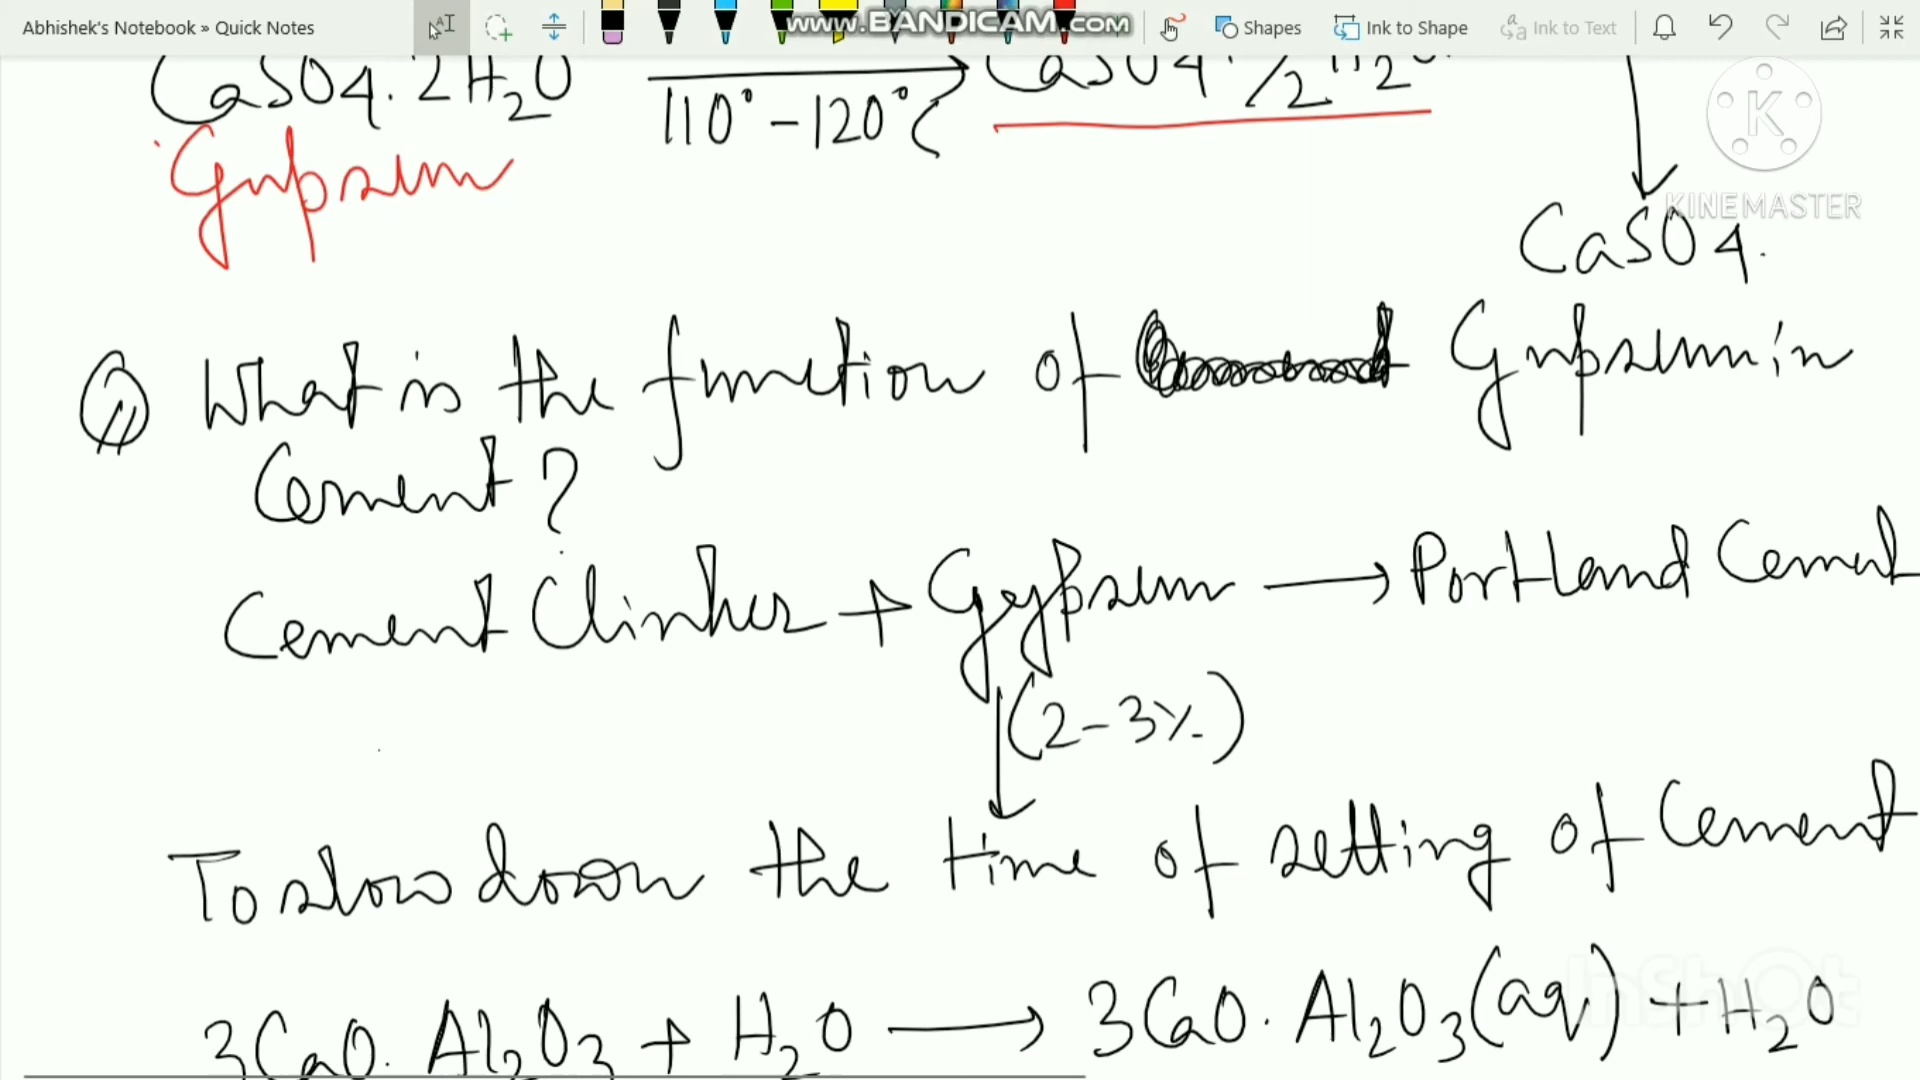 Abhishek's Notebook » Quick Notes
www.BANDICAM.com
Shapes
Ink to Shape
Ink to Text
CaSO4.2H2O
110°-120°C
CaSO4.1/2H2O
Gypsum
K
KINEMASTER
CaSO4.
Q What is the function of Gypsum in
Cement?
Cement Clinker + Gypsum → Portland Cement
(2-3%)
To slow down the time of setting of Cement
InShOt
3CaO.Al2O3 + H2O → 3CaO.Al2O3(aq) + H2O